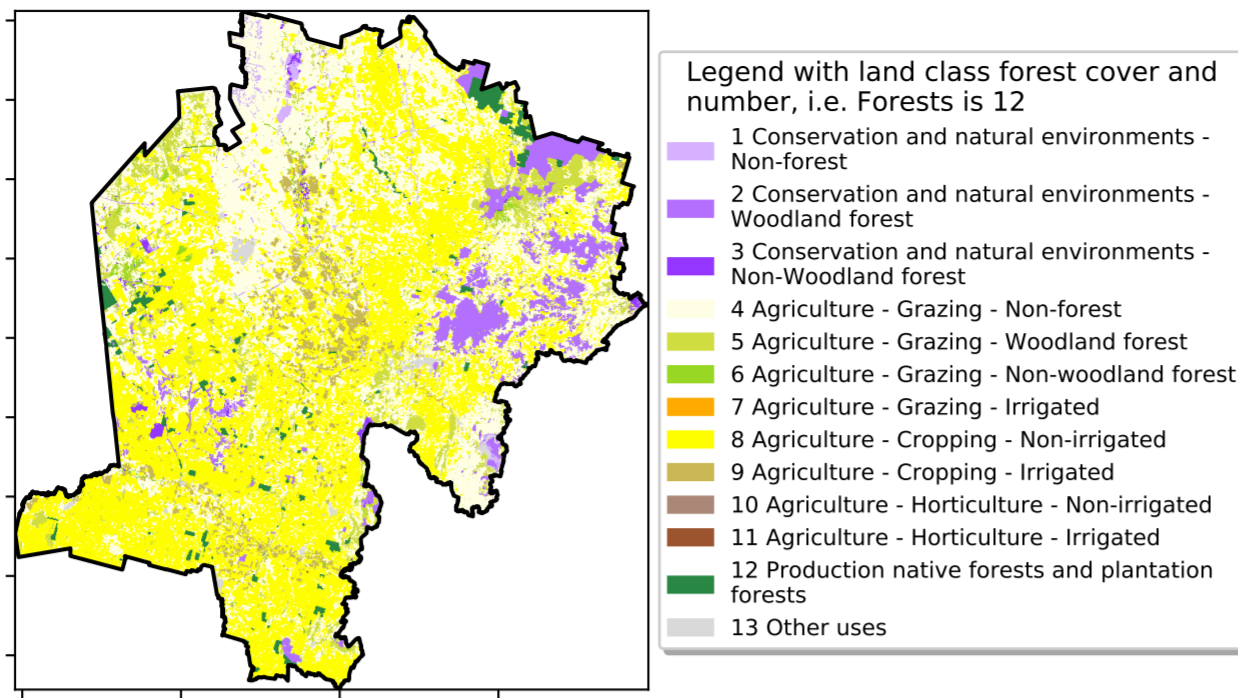 Legend with land class forest cover and
number, i.e. Forests is 12
1 Conservation and natural environments -
Non-forest
2 Conservation and natural environments -
Woodland forest
3 Conservation and natural environments -
Non-Woodland forest
4 Agriculture - Grazing - Non-forest
5 Agriculture - Grazing - Woodland forest
6 Agriculture - Grazing - Non-woodland forest
7 Agriculture - Grazing - Irrigated
8 Agriculture - Cropping - Non-irrigated
9 Agriculture - Cropping - Irrigated
10 Agriculture - Horticulture - Non-irrigated
11 Agriculture - Horticulture - Irrigated
12 Production native forests and plantation
forests
13 Other uses